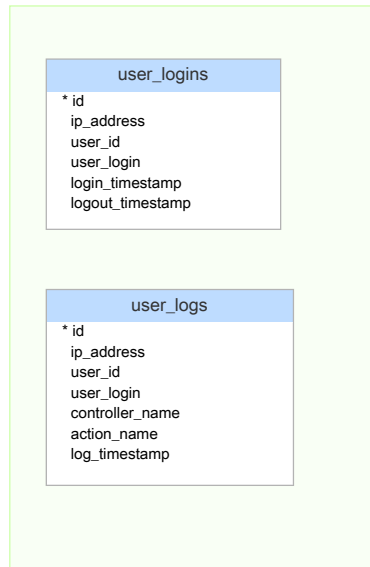 user_logins
* id
ip_address
user_id
user_login
login_timestamp
logout_timestamp
user_logs
* id
ip_address
user_id
user_login
controller_name
action_name
log_timestamp